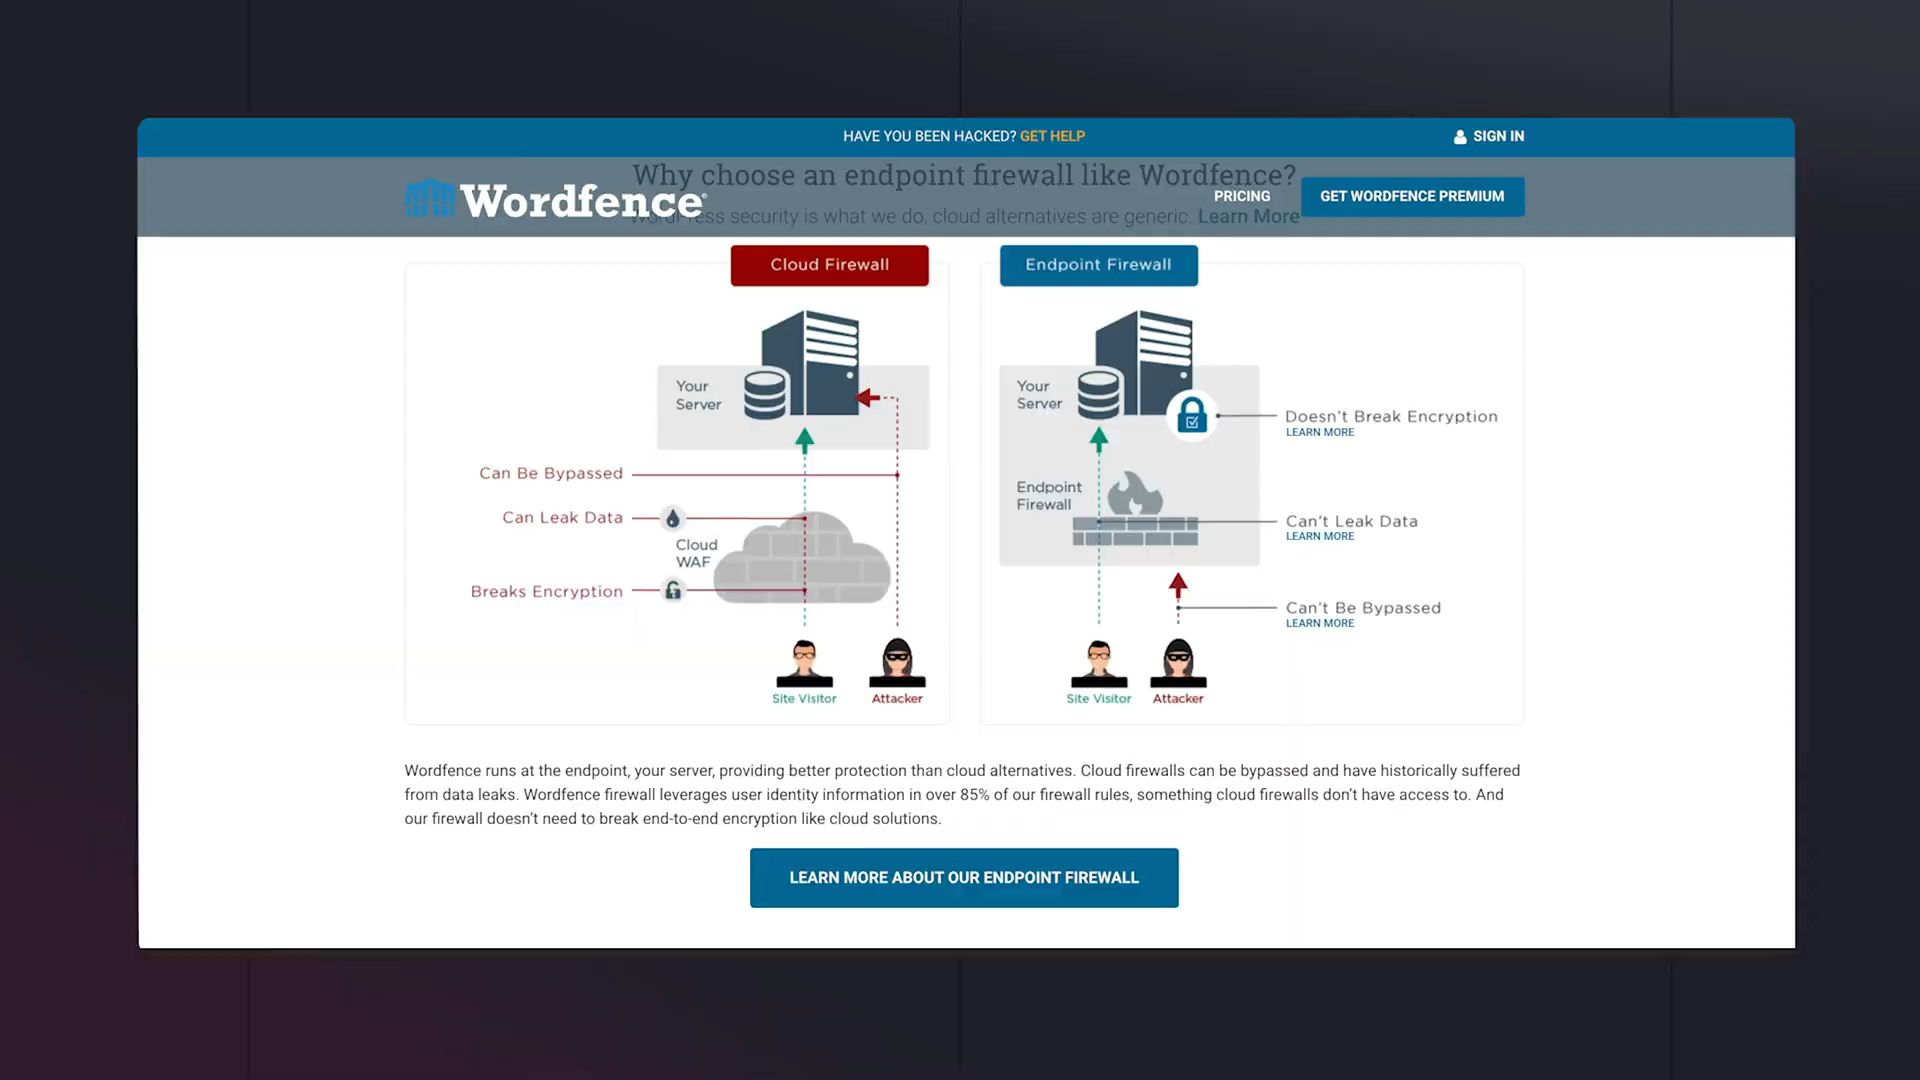 HAVE YOU BEEN HACKED? GET HELP
SIGN IN
Why choose an endpoint firewall like Wordfence?
Wordfence
PRICING
GET WORDFENCE PREMIUM
WordPress security is what we do, cloud alternatives are generic. Learn More
Cloud Firewall
Your
Server
Can Be Bypassed
Can Leak Data
Cloud
WAF
Breaks Encryption
Site Visitor
Attacker
Endpoint Firewall
Your
Server
Doesn't Break Encryption
LEARN MORE
Endpoint
Firewall
Can't Leak Data
LEARN MORE
Can't Be Bypassed
LEARN MORE
Site Visitor
Attacker
Wordfence runs at the endpoint, your server, providing better protection than cloud alternatives. Cloud firewalls can be bypassed and have historically suffered
from data leaks. Wordfence firewall leverages user identity information in over 85% of our firewall rules, something cloud firewalls don't have access to. And
our firewall doesn't need to break end-to-end encryption like cloud solutions.
LEARN MORE ABOUT OUR ENDPOINT FIREWALL